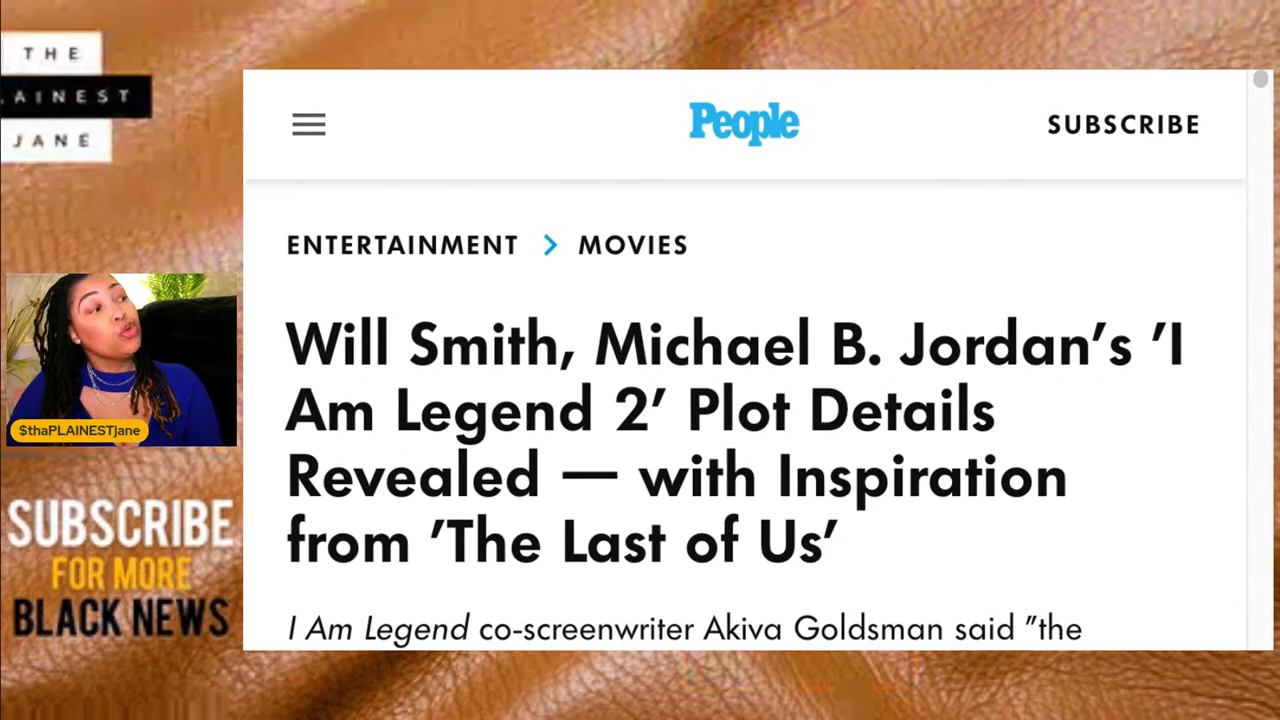 THE
LAINEST
JANE
People
SUBSCRIBE
ENTERTAINMENT > MOVIES
Will Smith, Michael B. Jordan’s ’I
Am Legend 2’ Plot Details
Revealed — with Inspiration
from ’The Last of Us’
I Am Legend co-screenwriter Akiva Goldsman said ”the
$thaPLAINESTjane
SUBSCRIBE
FOR MORE
BLACK NEWS